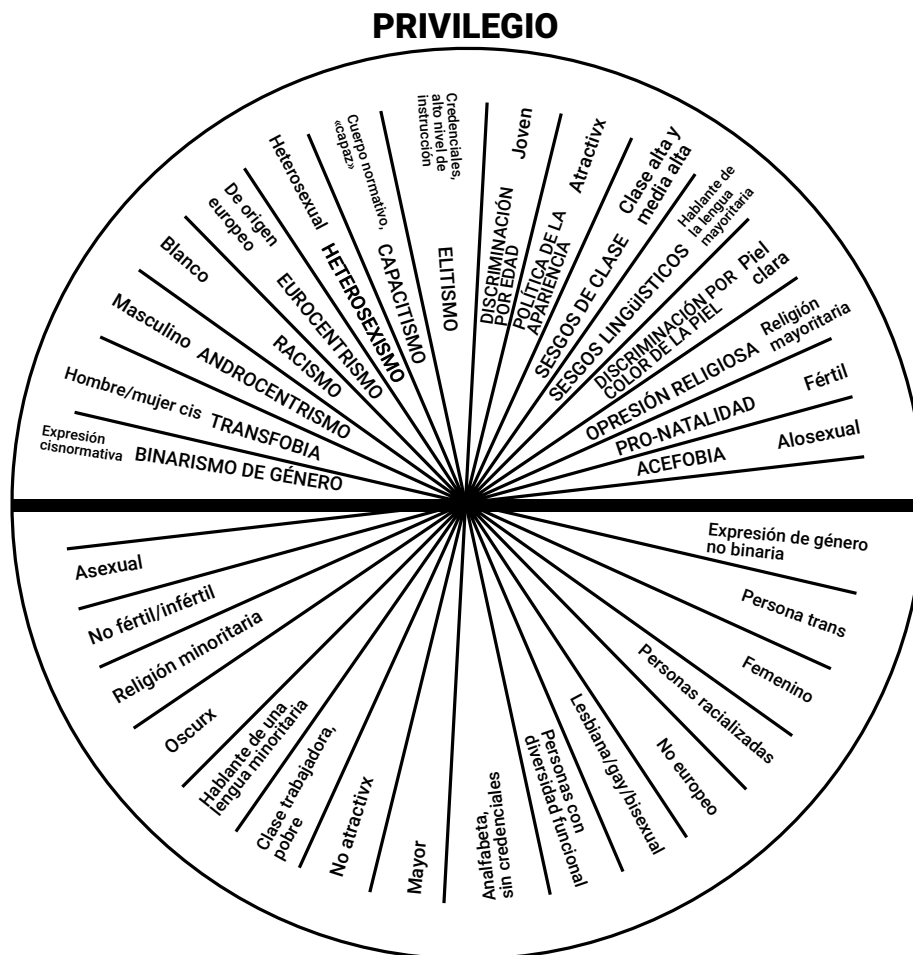 PRIVILEGIO
Expresión
cisnormativa
BINARISMO DE GÉNERO
Hombre/mujer cis
TRANSFOBIA
Masculino
ANDROCENTRISMO
Blanco
RACISMO
De origen
europeo
EUROCENTRISMO
Heterosexual
HETEROSEXISMO
Cuerpo normativo,
«capaz»
CAPACITISMO
Credenciales,
alto nivel de
instrucción
ELITISMO
Joven
DISCRIMINACIÓN
POR EDAD
Atractivx
POLÍTICA DE LA
APARIENCIA
Clase alta y
media alta
SESGOS DE CLASE
Hablante de
la lengua
mayoritaria
SESGOS LINGÜÍSTICOS
Piel
clara
DISCRIMINACIÓN POR
COLOR DE LA PIEL
Religión
mayoritaria
OPRESIÓN RELIGIOSA
Fértil
PRO-NATALIDAD
Alosexual
ACEFOBIA
Expresión de género
no binaria
Persona trans
Femenino
Personas racializadas
No europeo
Lesbiana/gay/bisexual
Personas con
diversidad funcional
Analfabeta,
sin credenciales
Mayor
No atractivx
Clase trabajadora,
pobre
Hablante de una
lengua minoritaria
Oscurx
Religión minoritaria
No fértil/infértil
Asexual